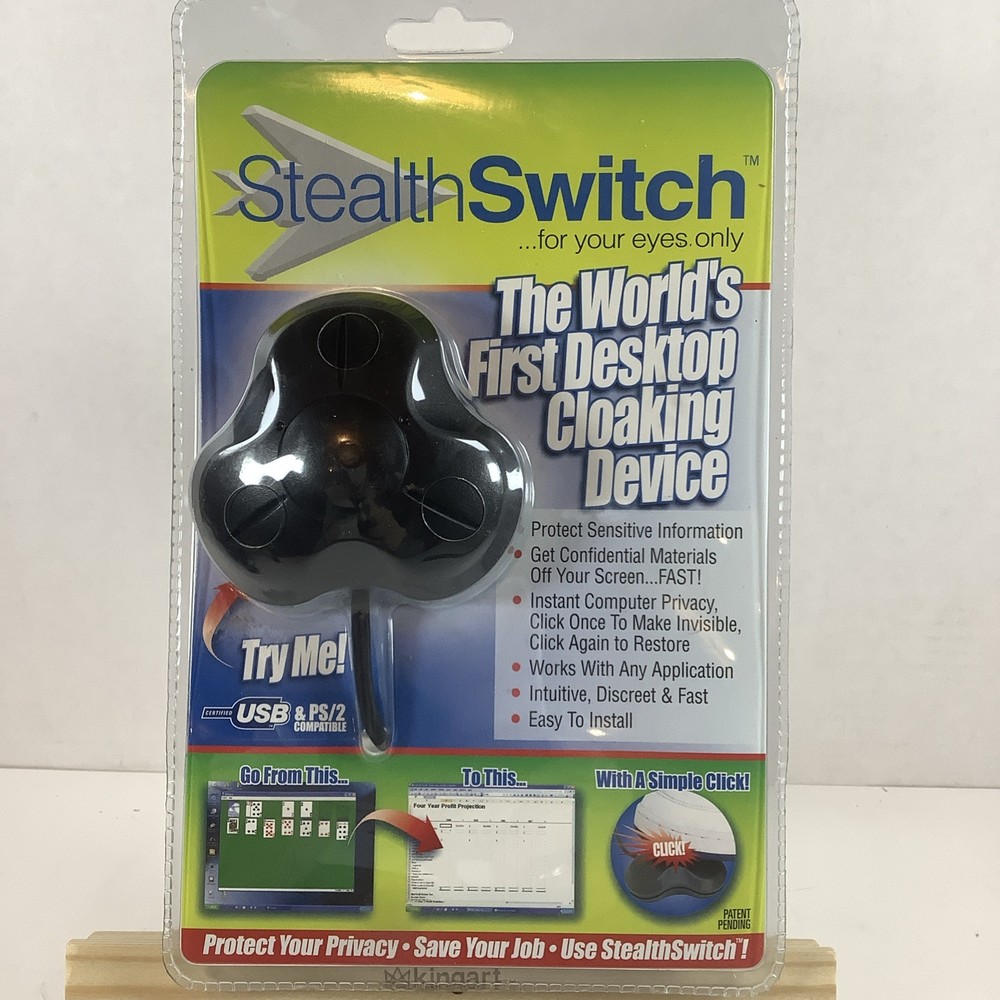 StealthSwitch™
...for your eyes only
The World's
First Desktop
Cloaking
Device
Protect Sensitive Information
• Get Confidential Materials
Off Your Screen...FAST!
• Instant Computer Privacy,
Click Once To Make Invisible,
Click Again to Restore
• Works With Any Application
• Intuitive, Discreet & Fast
• Easy To Install
Try Me!
CERTIFIED USB & PS/2
COMPATIBLE
Go From This...
To This...
With A Simple Click!
Four Year Profit Projection
CLICK!
PATENT
PENDING
Protect Your Privacy • Save Your Job • Use StealthSwitch™!
kingart